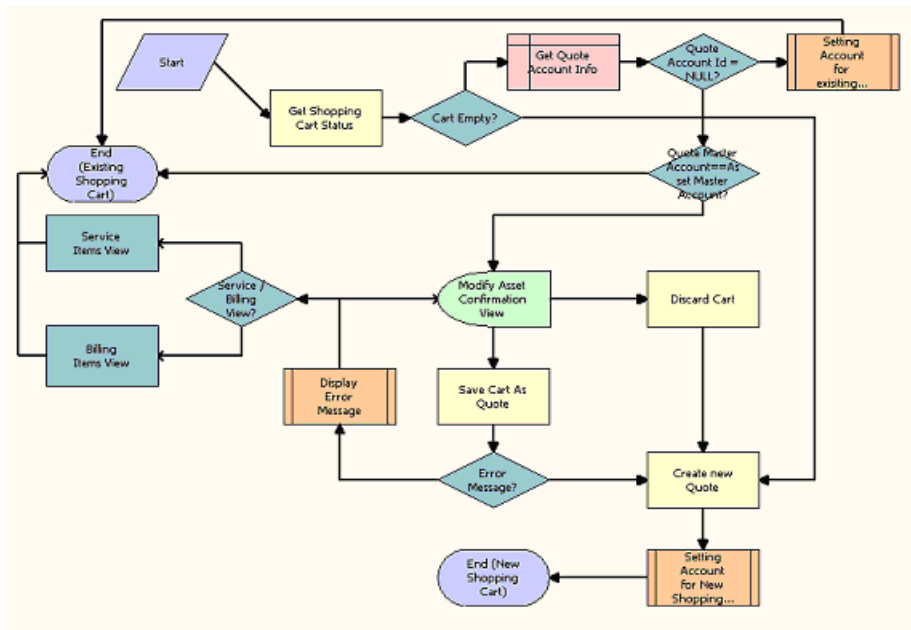 Start
Get Shopping
Cart Status
Cart Empty?
Get Quote
Account Info
Quote
Account Id =
NULL?
Setting
Account
for
existing...
End
(Existing
Shopping
Cart)
Quote Master
Account==As
set Master
Account?
Service
Items View
Service /
Billing
View?
Modify Asset
Confirmation
View
Discard Cart
Billing
Items View
Display
Error
Message
Save Cart As
Quote
Error
Message?
Create new
Quote
End (New
Shopping
Cart)
Setting
Account
for New
Shopping...